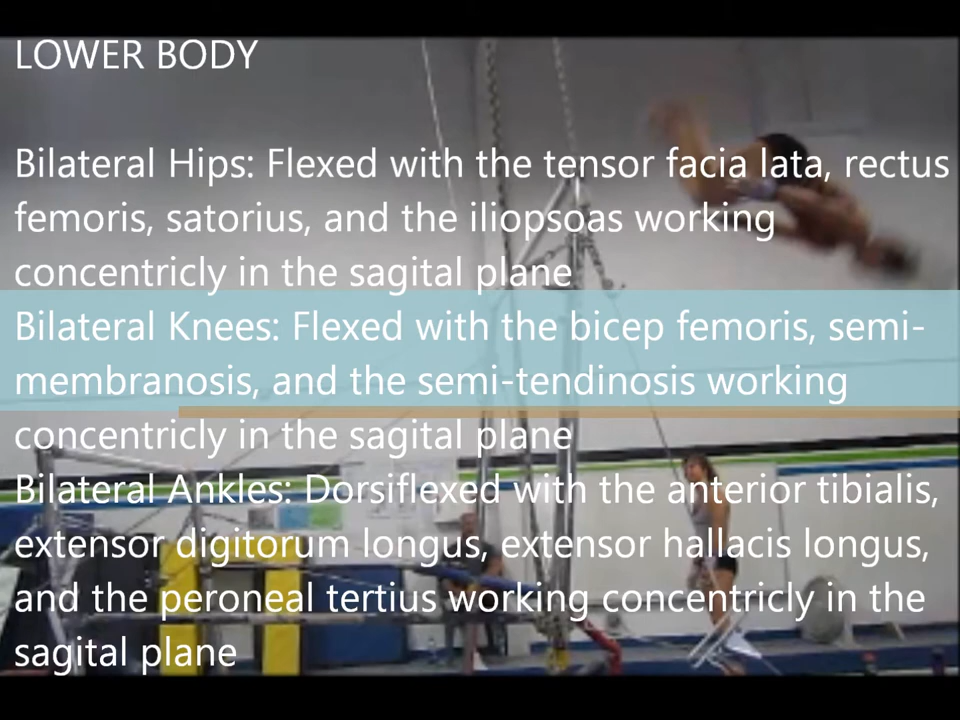 LOWER BODY
Bilateral Hips: Flexed with the tensor facia lata, rectus
femoris, satorius, and the iliopsoas working
concentricly in the sagital plane
Bilateral Knees: Flexed with the bicep femoris, semi-
membranosis, and the semi-tendinosis working
concentricly in the sagital plane
Bilateral Ankles: Dorsiflexed with the anterior tibialis,
extensor digitorum longus, extensor hallacis longus,
and the peroneal tertius working concentricly in the
sagital plane